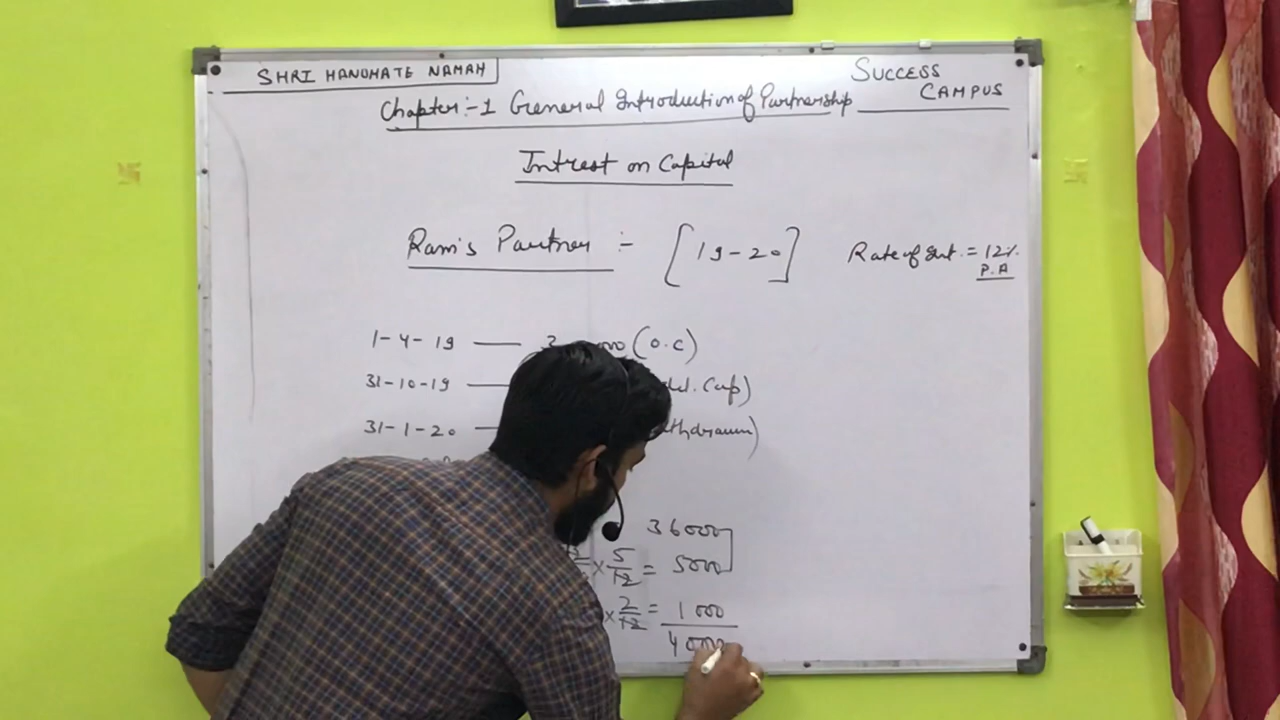 SHRI HANUMATE NAMAH
SUCCESS CAMPUS
Chapter:-1 General Introduction of Partnership
Intrest on Capital
Ram's Partner :- [19-20] Rate of Int. = 12% P.A
1-4-19 — (O.C)
31-10-19 — Cap)
31-1-20 —
36000
× 5/12 = 5000
× 2/12 = 1000
4000